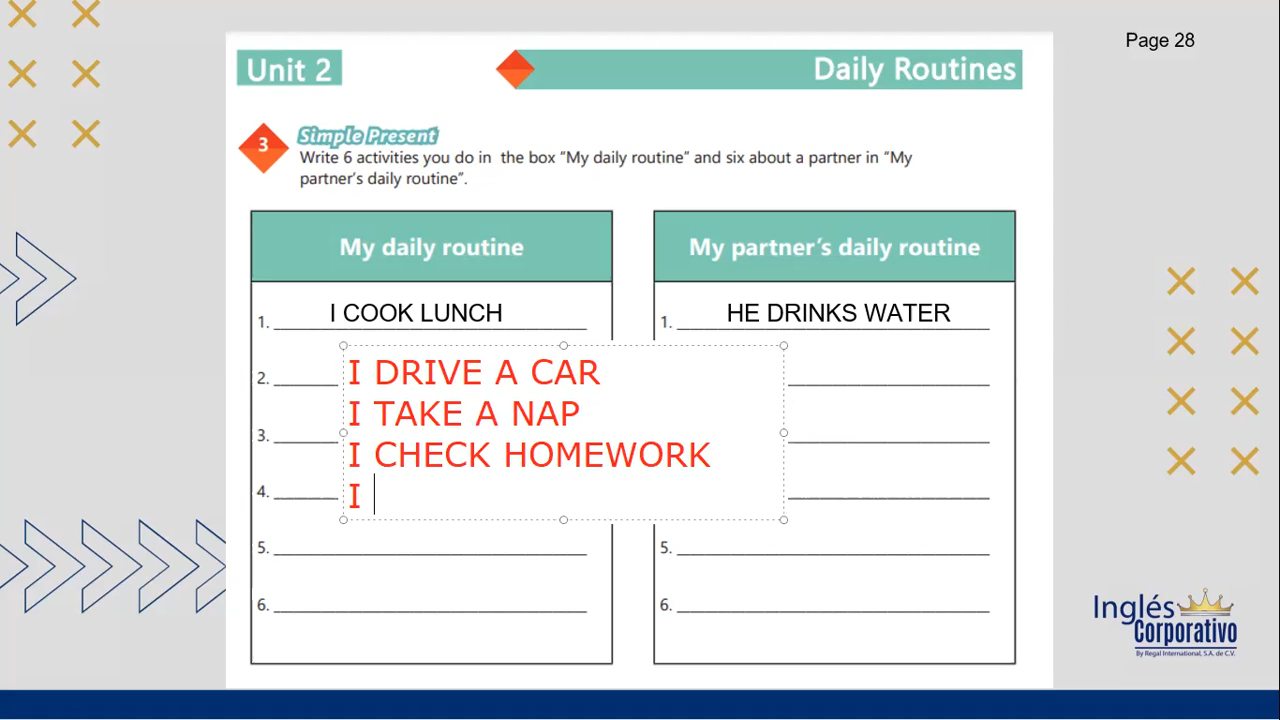 Page 28
Unit 2
Daily Routines
3
Simple Present
Write 6 activities you do in the box “My daily routine” and six about a partner in “My
partner’s daily routine”.
My daily routine
My partner’s daily routine
1. I COOK LUNCH
1. HE DRINKS WATER
2. I DRIVE A CAR
I TAKE A NAP
3. I CHECK HOMEWORK
4. I
5.
5.
6.
6.
Inglés
Corporativo
By Regal International, S.A. de C.V.